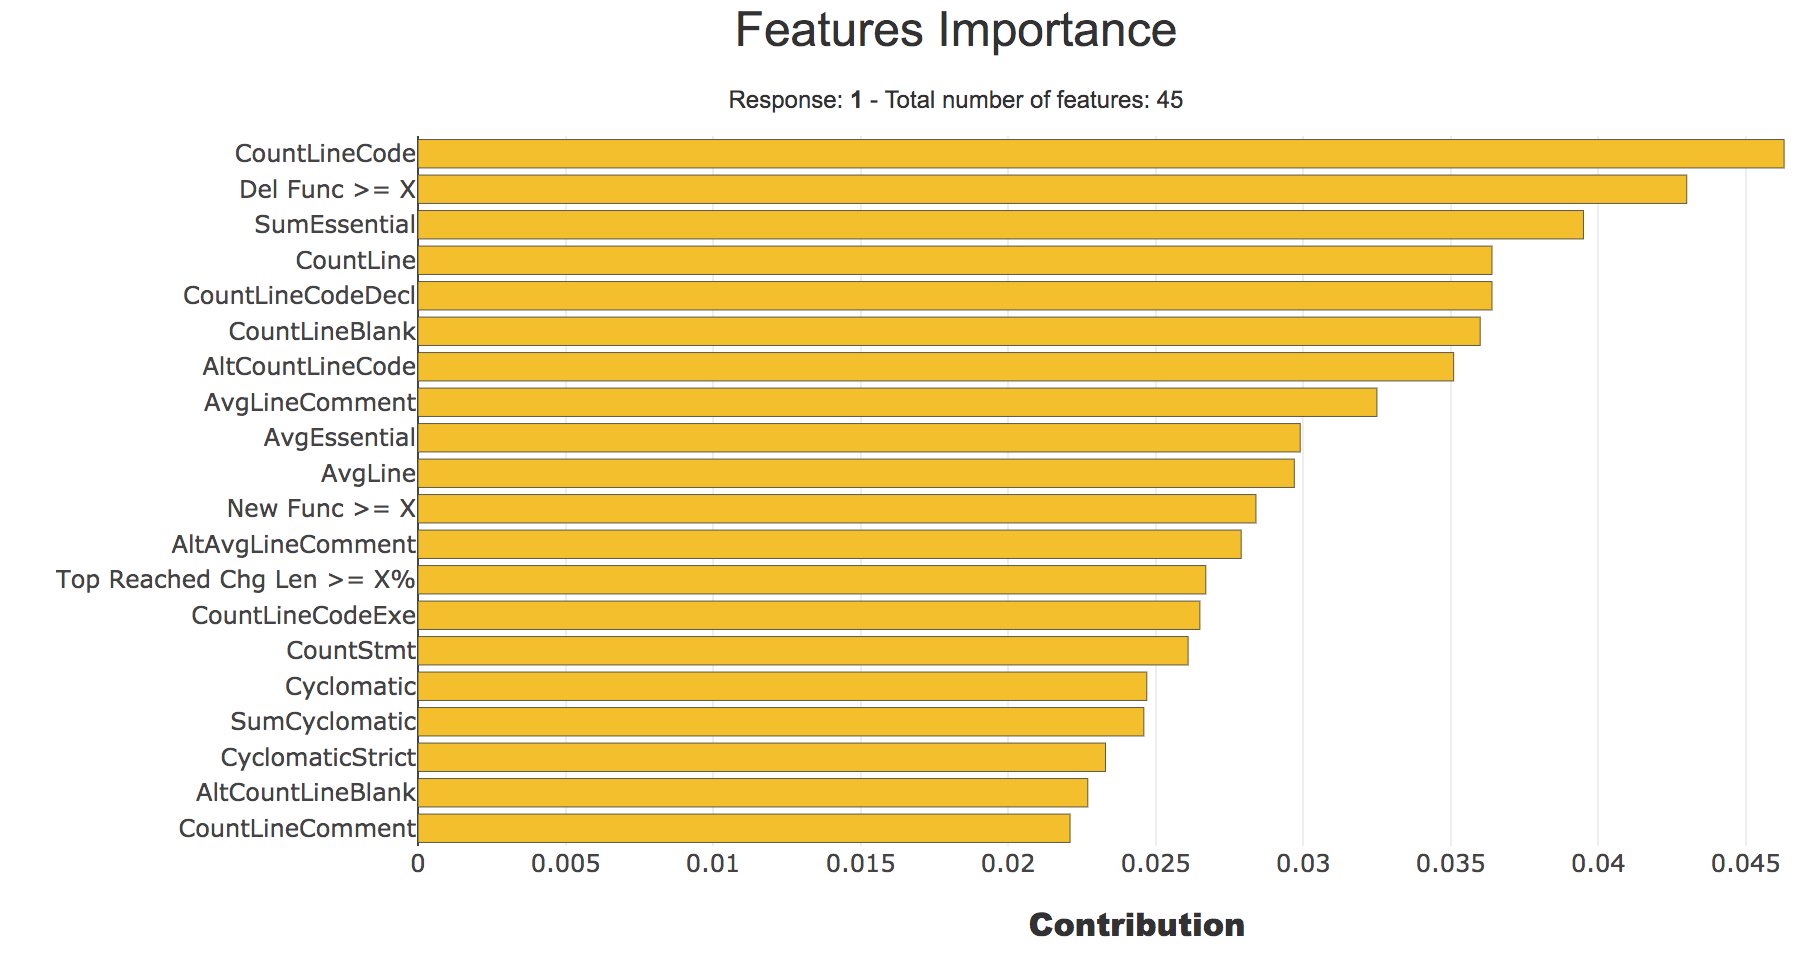 Features Importance
Response: 1 - Total number of features: 45
CountLineCode
Del Func >= X
SumEssential
CountLine
CountLineCodeDecl
CountLineBlank
AltCountLineCode
AvgLineComment
AvgEssential
AvgLine
New Func >= X
AltAvgLineComment
Top Reached Chg Len >= X%
CountLineCodeExe
CountStmt
Cyclomatic
SumCyclomatic
CyclomaticStrict
AltCountLineBlank
CountLineComment
0 0.005 0.01 0.015 0.02 0.025 0.03 0.035 0.04 0.045
Contribution